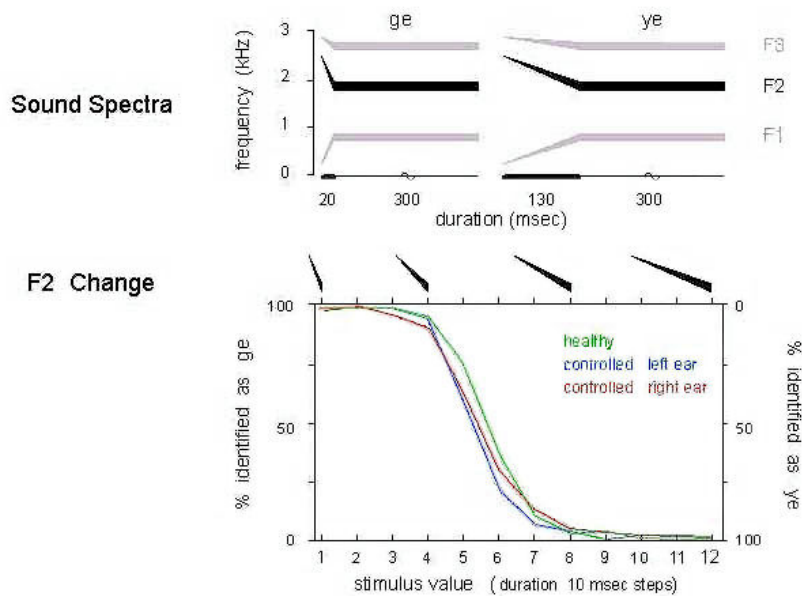 ge ye
3
2
1
0
frequency (kHz)
Sound Spectra
F3
F2
F1
20 300 130 300
duration (msec)
F2 Change
100
50
0
% identified as ge
healthy
controlled left ear
controlled right ear
0
50
100
% identified as ye
1 2 3 4 5 6 7 8 9 10 11 12
stimulus value ( duration 10 msec steps)